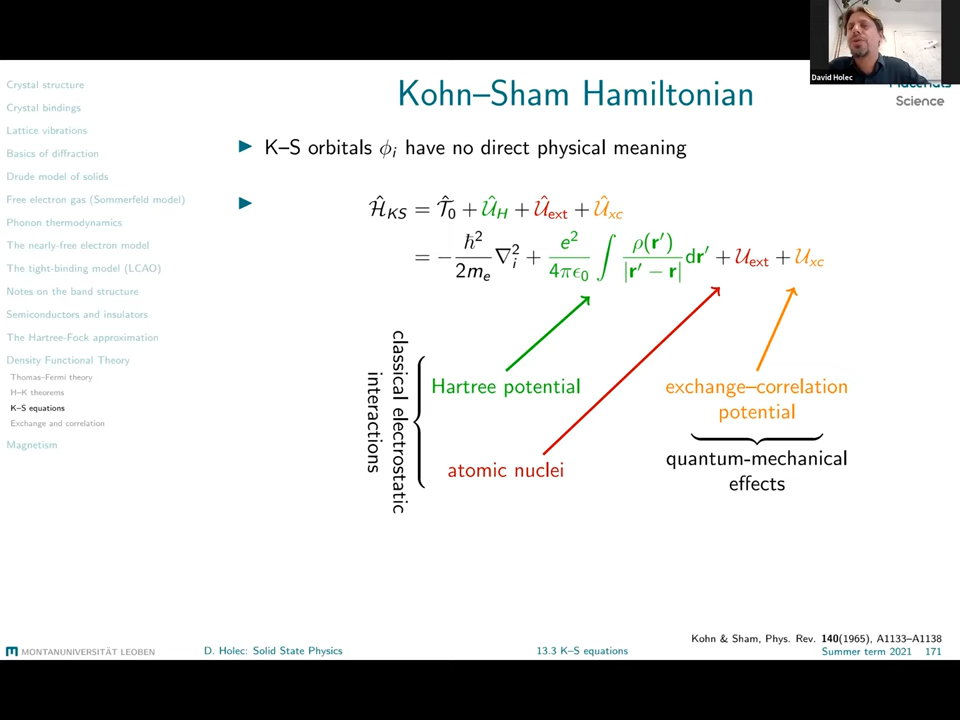 David Holec
Materials
Science
Crystal structure
Crystal bindings
Lattice vibrations
Basics of diffraction
Drude model of solids
Free electron gas (Sommerfeld model)
Phonon thermodynamics
The nearly-free electron model
The tight-binding model (LCAO)
Notes on the band structure
Semiconductors and insulators
The Hartree-Fock approximation
Density Functional Theory
Thomas–Fermi theory
H–K theorems
K–S equations
Exchange and correlation
Magnetism
Kohn–Sham Hamiltonian
▶ K–S orbitals ϕᵢ have no direct physical meaning
▶ Ĥ_KS = T̂₀ + Û_H + Û_ext + Û_xc
= − ħ²/2mₑ ∇ᵢ² + e²/4πϵ₀ ∫ ρ(r′)/|r′ − r| dr′ + U_ext + U_xc
classical electrostatic
interactions
Hartree potential
atomic nuclei
exchange–correlation
potential
quantum-mechanical
effects
Kohn & Sham, Phys. Rev. 140(1965), A1133–A1138
MONTANUNIVERSITÄT LEOBEN
D. Holec: Solid State Physics
13.3 K–S equations
Summer term 2021 171